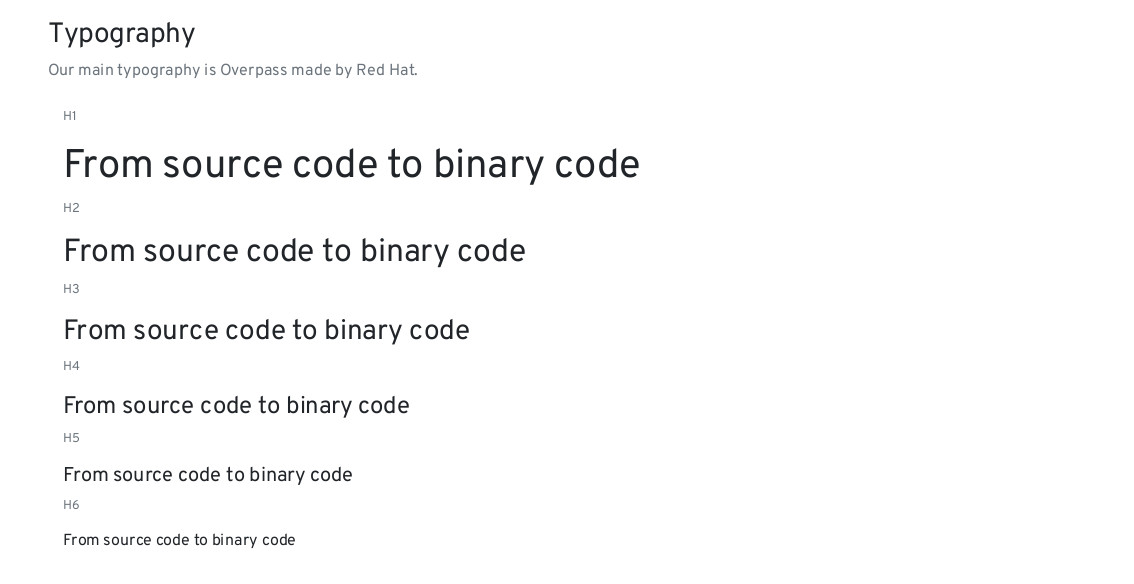 Typography
Our main typography is Overpass made by Red Hat.
H1
From source code to binary code
H2
From source code to binary code
H3
From source code to binary code
H4
From source code to binary code
H5
From source code to binary code
H6
From source code to binary code